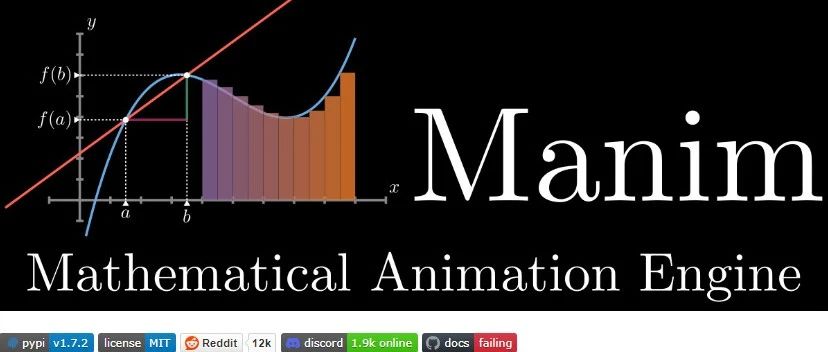 y
f(b)
f(a)
a b
x
Manim
Mathematical Animation Engine
pypi v1.7.2 license MIT Reddit 12k discord 1.9k online docs failing